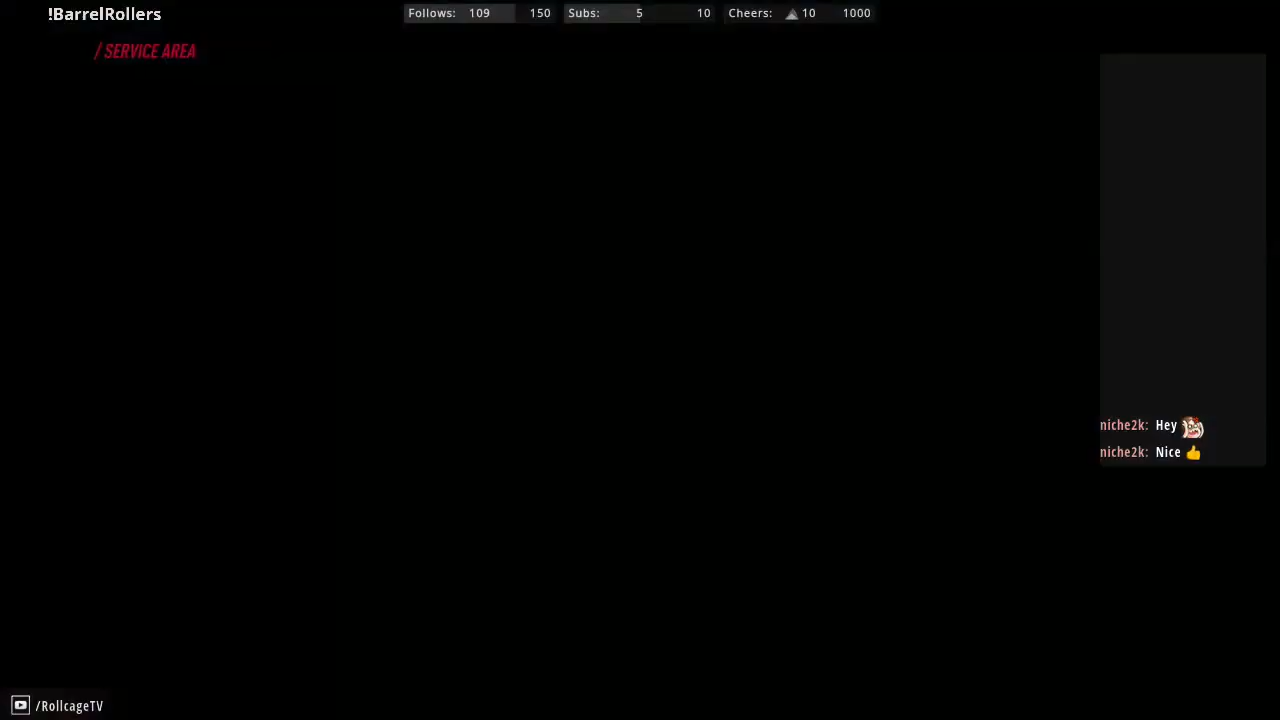 !BarrelRollers
Follows: 109 150 Subs: 5 10 Cheers: 10 1000
/ SERVICE AREA
niche2k: Hey
niche2k: Nice 👍
/RollcageTV